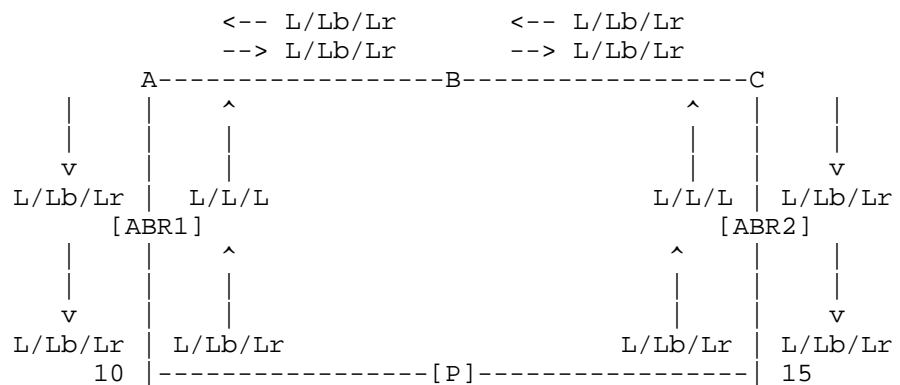 <-- L/Lb/Lr <-- L/Lb/Lr
--> L/Lb/Lr --> L/Lb/Lr
A------------------B------------------C
| | ^ ^ | |
| | | | | |
v | | | | v
L/Lb/Lr | L/L/L L/L/L | L/Lb/Lr
[ABR1] [ABR2]
| | ^ ^ | |
| | | | | |
v | | | | v
L/Lb/Lr | L/Lb/Lr L/Lb/Lr | L/Lb/Lr
10 |-----------------[P]-----------------| 15